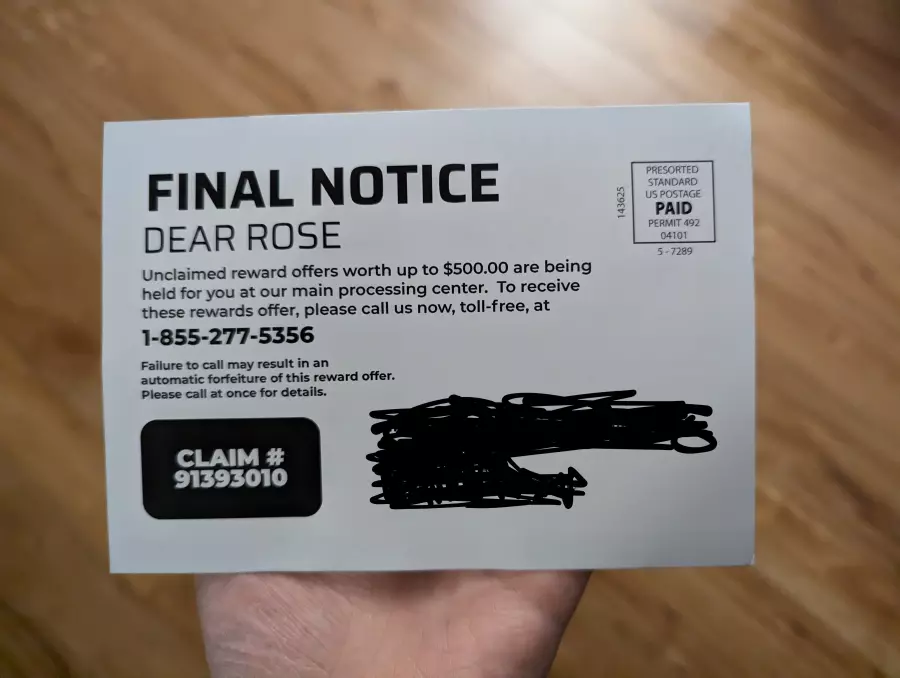 FINAL NOTICE
DEAR ROSE
Unclaimed reward offers worth up to $500.00 are being
held for you at our main processing center. To receive
these rewards offer, please call us now, toll-free, at
1-855-277-5356
Failure to call may result in an
automatic forfeiture of this reward offer.
Please call at once for details.
CLAIM #
91393010
143625
PRESORTED
STANDARD
US POSTAGE
PAID
PERMIT 492
04101
5-7289